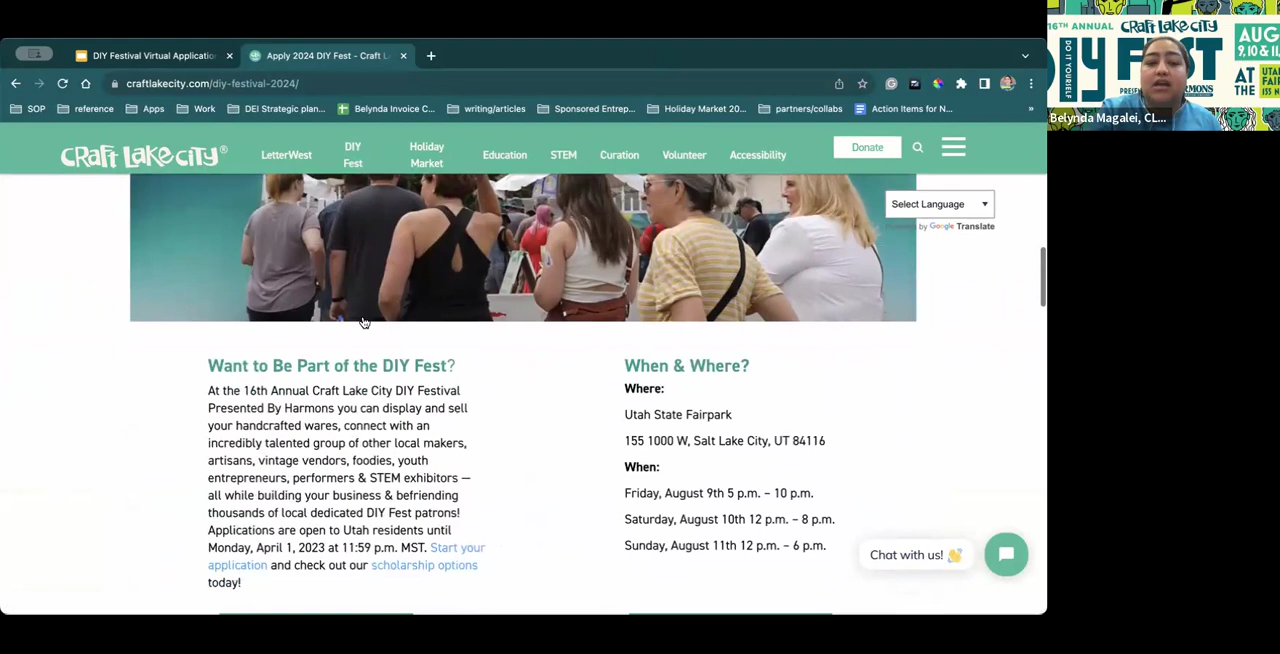 DIY Festival Virtual Application
Apply 2024 DIY Fest - Craft L
craftlakecity.com/diy-festival-2024/
SOP
reference
Apps
Work
DEI Strategic plan...
Belynda Invoice C...
writing/articles
Sponsored Entrep...
Holiday Market 20...
partners/collabs
Action Items for N...
»
CRAFT LAKE CITY®
LetterWest
DIY
Fest
Holiday
Market
Education
STEM
Curation
Volunteer
Accessibility
Donate
Select Language
Powered by Google Translate
Want to Be Part of the DIY Fest?
At the 16th Annual Craft Lake City DIY Festival
Presented By Harmons you can display and sell
your handcrafted wares, connect with an
incredibly talented group of other local makers,
artisans, vintage vendors, foodies, youth
entrepreneurs, performers & STEM exhibitors —
all while building your business & befriending
thousands of local dedicated DIY Fest patrons!
Applications are open to Utah residents until
Monday, April 1, 2023 at 11:59 p.m. MST. Start your
application and check out our scholarship options
today!
When & Where?
Where:
Utah State Fairpark
155 1000 W, Salt Lake City, UT 84116
When:
Friday, August 9th 5 p.m. – 10 p.m.
Saturday, August 10th 12 p.m. – 8 p.m.
Sunday, August 11th 12 p.m. – 6 p.m.
Chat with us! 👋
16TH ANNUAL
CRAFT LAKE CITY
DO IT YOURSELF
DIY FEST
AUG
9, 10 & 11,
AT
THE
Belynda Magalei, CL...